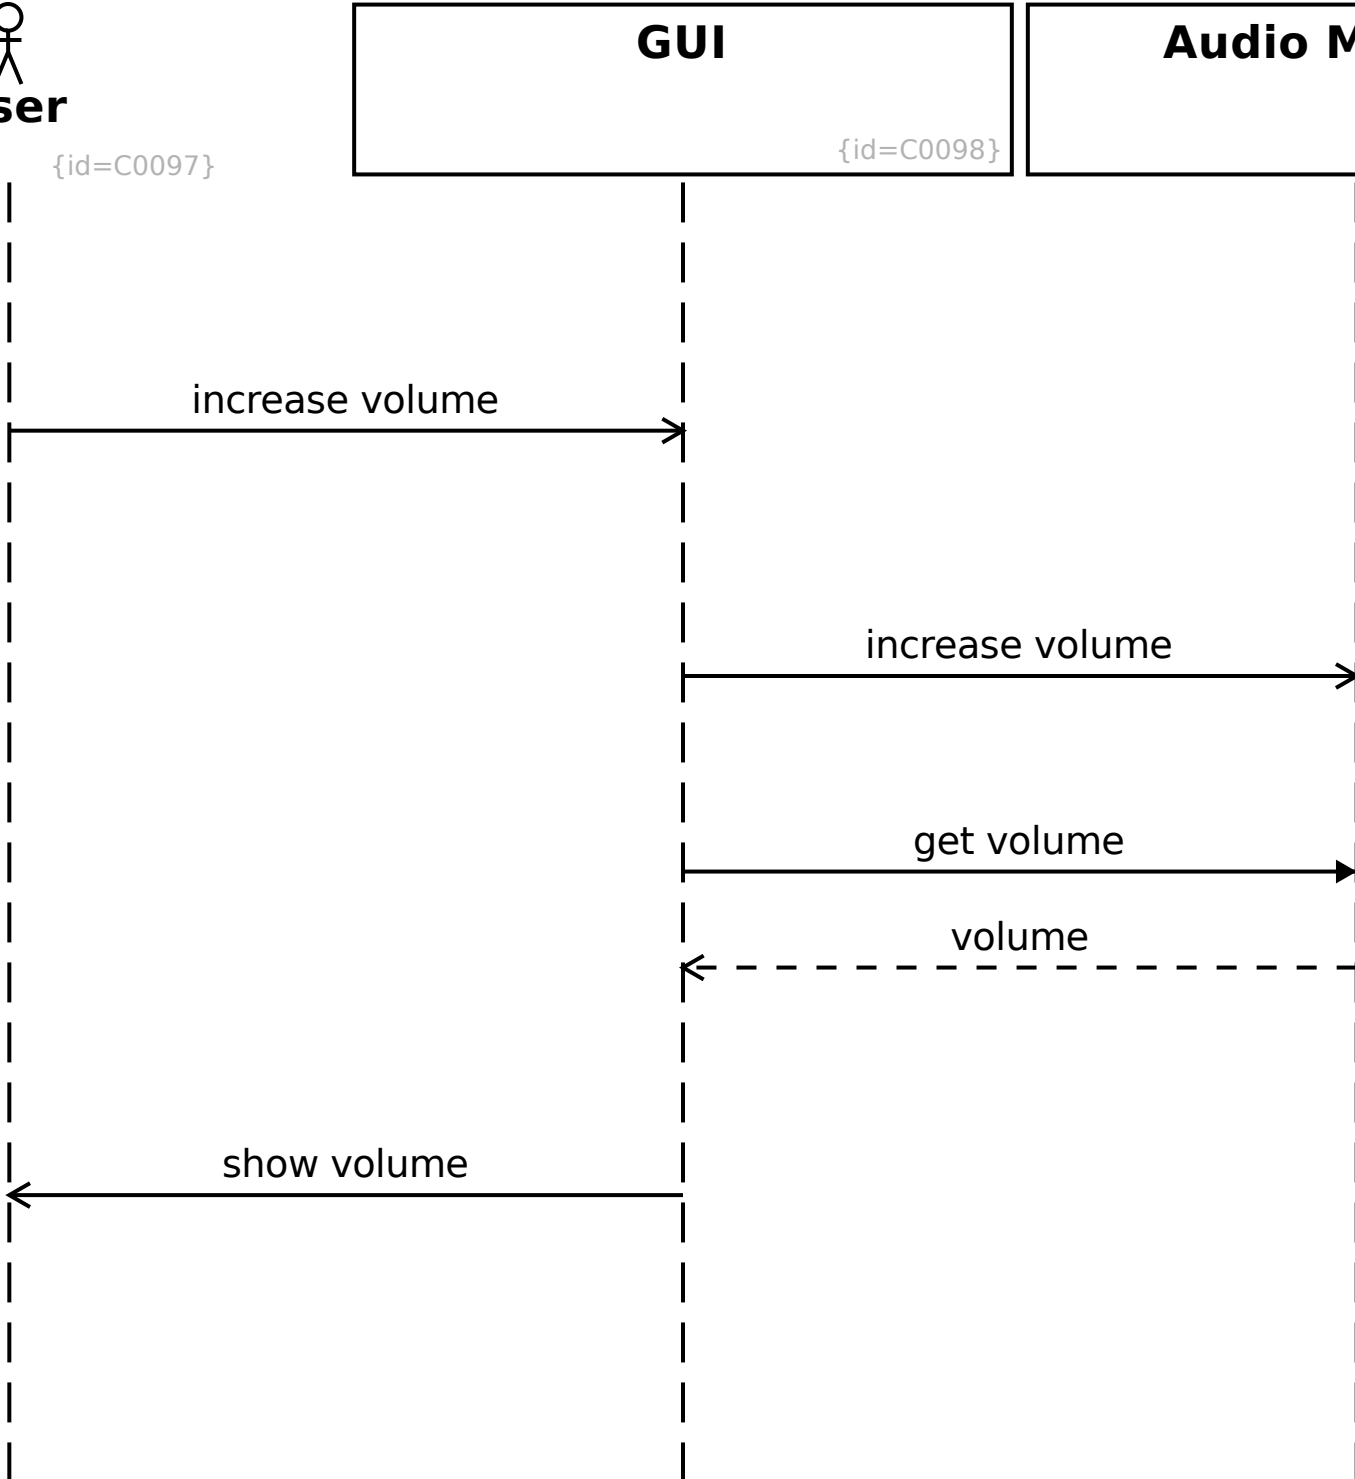 GUI
Audio M
ser
{id=C0097}
{id=C0098}
increase volume
increase volume
get volume
volume
show volume